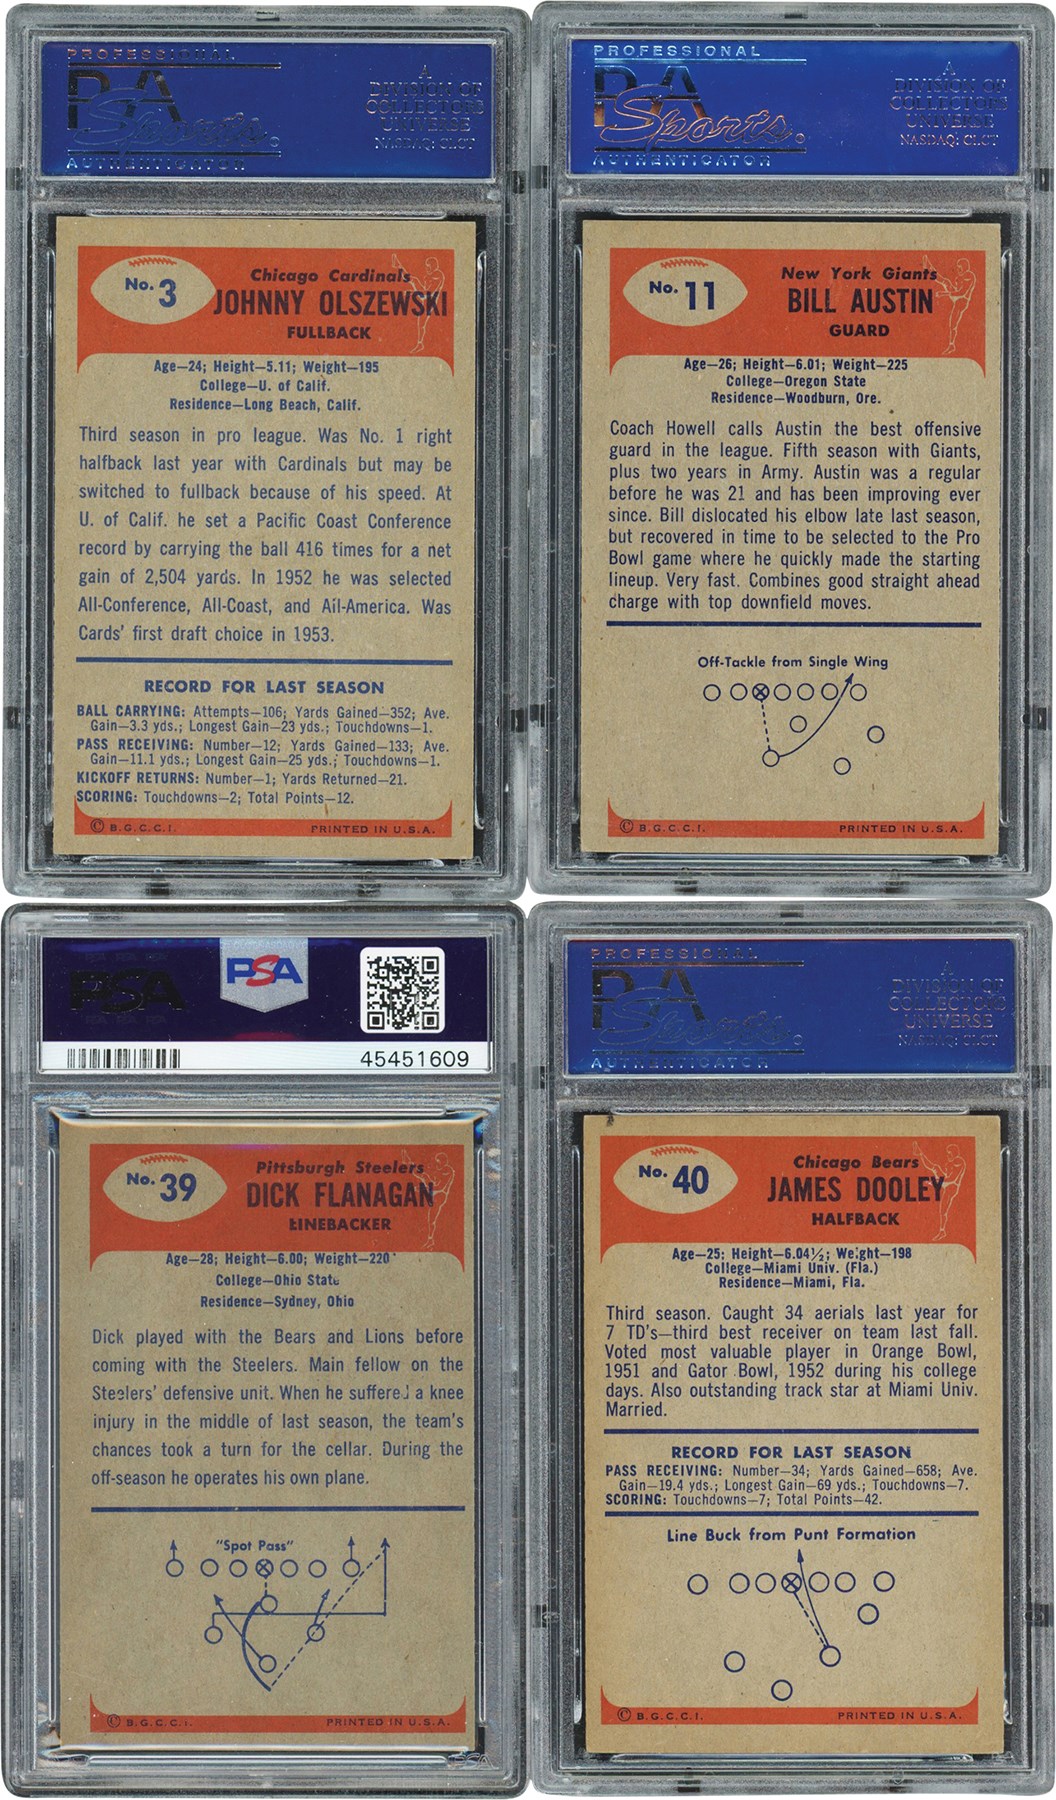 PROFESSIONAL
PSA
Sports
AUTHENTICATOR
A
DIVISION OF
COLLECTORS
UNIVERSE
NASDAQ: CLCT
No. 3
Chicago Cardinals
JOHNNY OLSZEWSKI
FULLBACK
Age—24; Height—5.11; Weight—195
College—U. of Calif.
Residence—Long Beach, Calif.
Third season in pro league. Was No. 1 right
halfback last year with Cardinals but may be
switched to fullback because of his speed. At
U. of Calif. he set a Pacific Coast Conference
record by carrying the ball 416 times for a net
gain of 2,504 yards. In 1952 he was selected
All-Conference, All-Coast, and All-America. Was
Cards' first draft choice in 1953.
RECORD FOR LAST SEASON
BALL CARRYING: Attempts—106; Yards Gained—352; Ave.
Gain—3.3 yds.; Longest Gain—23 yds.; Touchdowns—1.
PASS RECEIVING: Number—12; Yards Gained—133; Ave.
Gain—11.1 yds.; Longest Gain—25 yds.; Touchdowns—1.
KICKOFF RETURNS: Number—1; Yards Returned—21.
SCORING: Touchdowns—2; Total Points—12.
© B.G.C.C.I. PRINTED IN U.S.A.
PSA
PROFESSIONAL
PSA
Sports
AUTHENTICATOR
A
DIVISION OF
COLLECTORS
UNIVERSE
NASDAQ: CLCT
No. 11
New York Giants
BILL AUSTIN
GUARD
Age—26; Height—6.01; Weight—225
College—Oregon State
Residence—Woodburn, Ore.
Coach Howell calls Austin the best offensive
guard in the league. Fifth season with Giants,
plus two years in Army. Austin was a regular
before he was 21 and has been improving ever
since. Bill dislocated his elbow late last season,
but recovered in time to be selected to the Pro
Bowl game where he quickly made the starting
lineup. Very fast. Combines good straight ahead
charge with top downfield moves.
Off-Tackle from Single Wing
© B.G.C.C.I. PRINTED IN U.S.A.
PSA
PSA
PSA PSA PSA
45451609
No. 39
Pittsburgh Steelers
DICK FLANAGAN
LINEBACKER
Age—28; Height—6.00; Weight—220
College—Ohio State
Residence—Sydney, Ohio
Dick played with the Bears and Lions before
coming with the Steelers. Main fellow on the
Steelers' defensive unit. When he suffered a knee
injury in the middle of last season, the team's
chances took a turn for the cellar. During the
off-season he operates his own plane.
"Spot Pass"
© B.G.C.C.I. PRINTED IN U.S.A.
PSA
PROFESSIONAL
PSA
Sports
AUTHENTICATOR
A
DIVISION OF
COLLECTORS
UNIVERSE
NASDAQ: CLCT
No. 40
Chicago Bears
JAMES DOOLEY
HALFBACK
Age—25; Height—6.04½; Weight—198
College—Miami Univ. (Fla.)
Residence—Miami, Fla.
Third season. Caught 34 aerials last year for
7 TD's—third best receiver on team last fall.
Voted most valuable player in Orange Bowl,
1951 and Gator Bowl, 1952 during his college
days. Also outstanding track star at Miami Univ.
Married.
RECORD FOR LAST SEASON
PASS RECEIVING: Number—34; Yards Gained—658; Ave.
Gain—19.4 yds.; Longest Gain—69 yds.; Touchdowns—7.
SCORING: Touchdowns—7; Total Points—42.
Line Buck from Punt Formation
© B.G.C.C.I. PRINTED IN U.S.A.